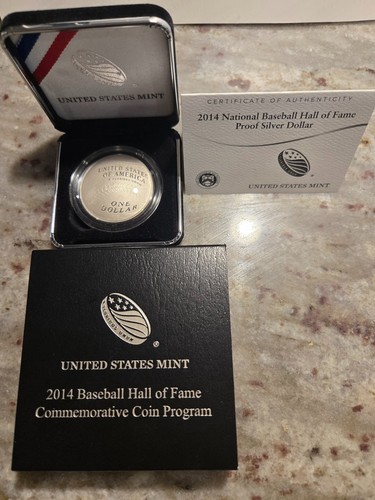 UNITED STATES MINT
CERTIFICATE OF AUTHENTICITY
2014 National Baseball Hall of Fame
Proof Silver Dollar
UNITED STATES MINT
UNITED STATES
OF AMERICA
ONE
DOLLAR
®
UNITED STATES MINT
2014 Baseball Hall of Fame
Commemorative Coin Program